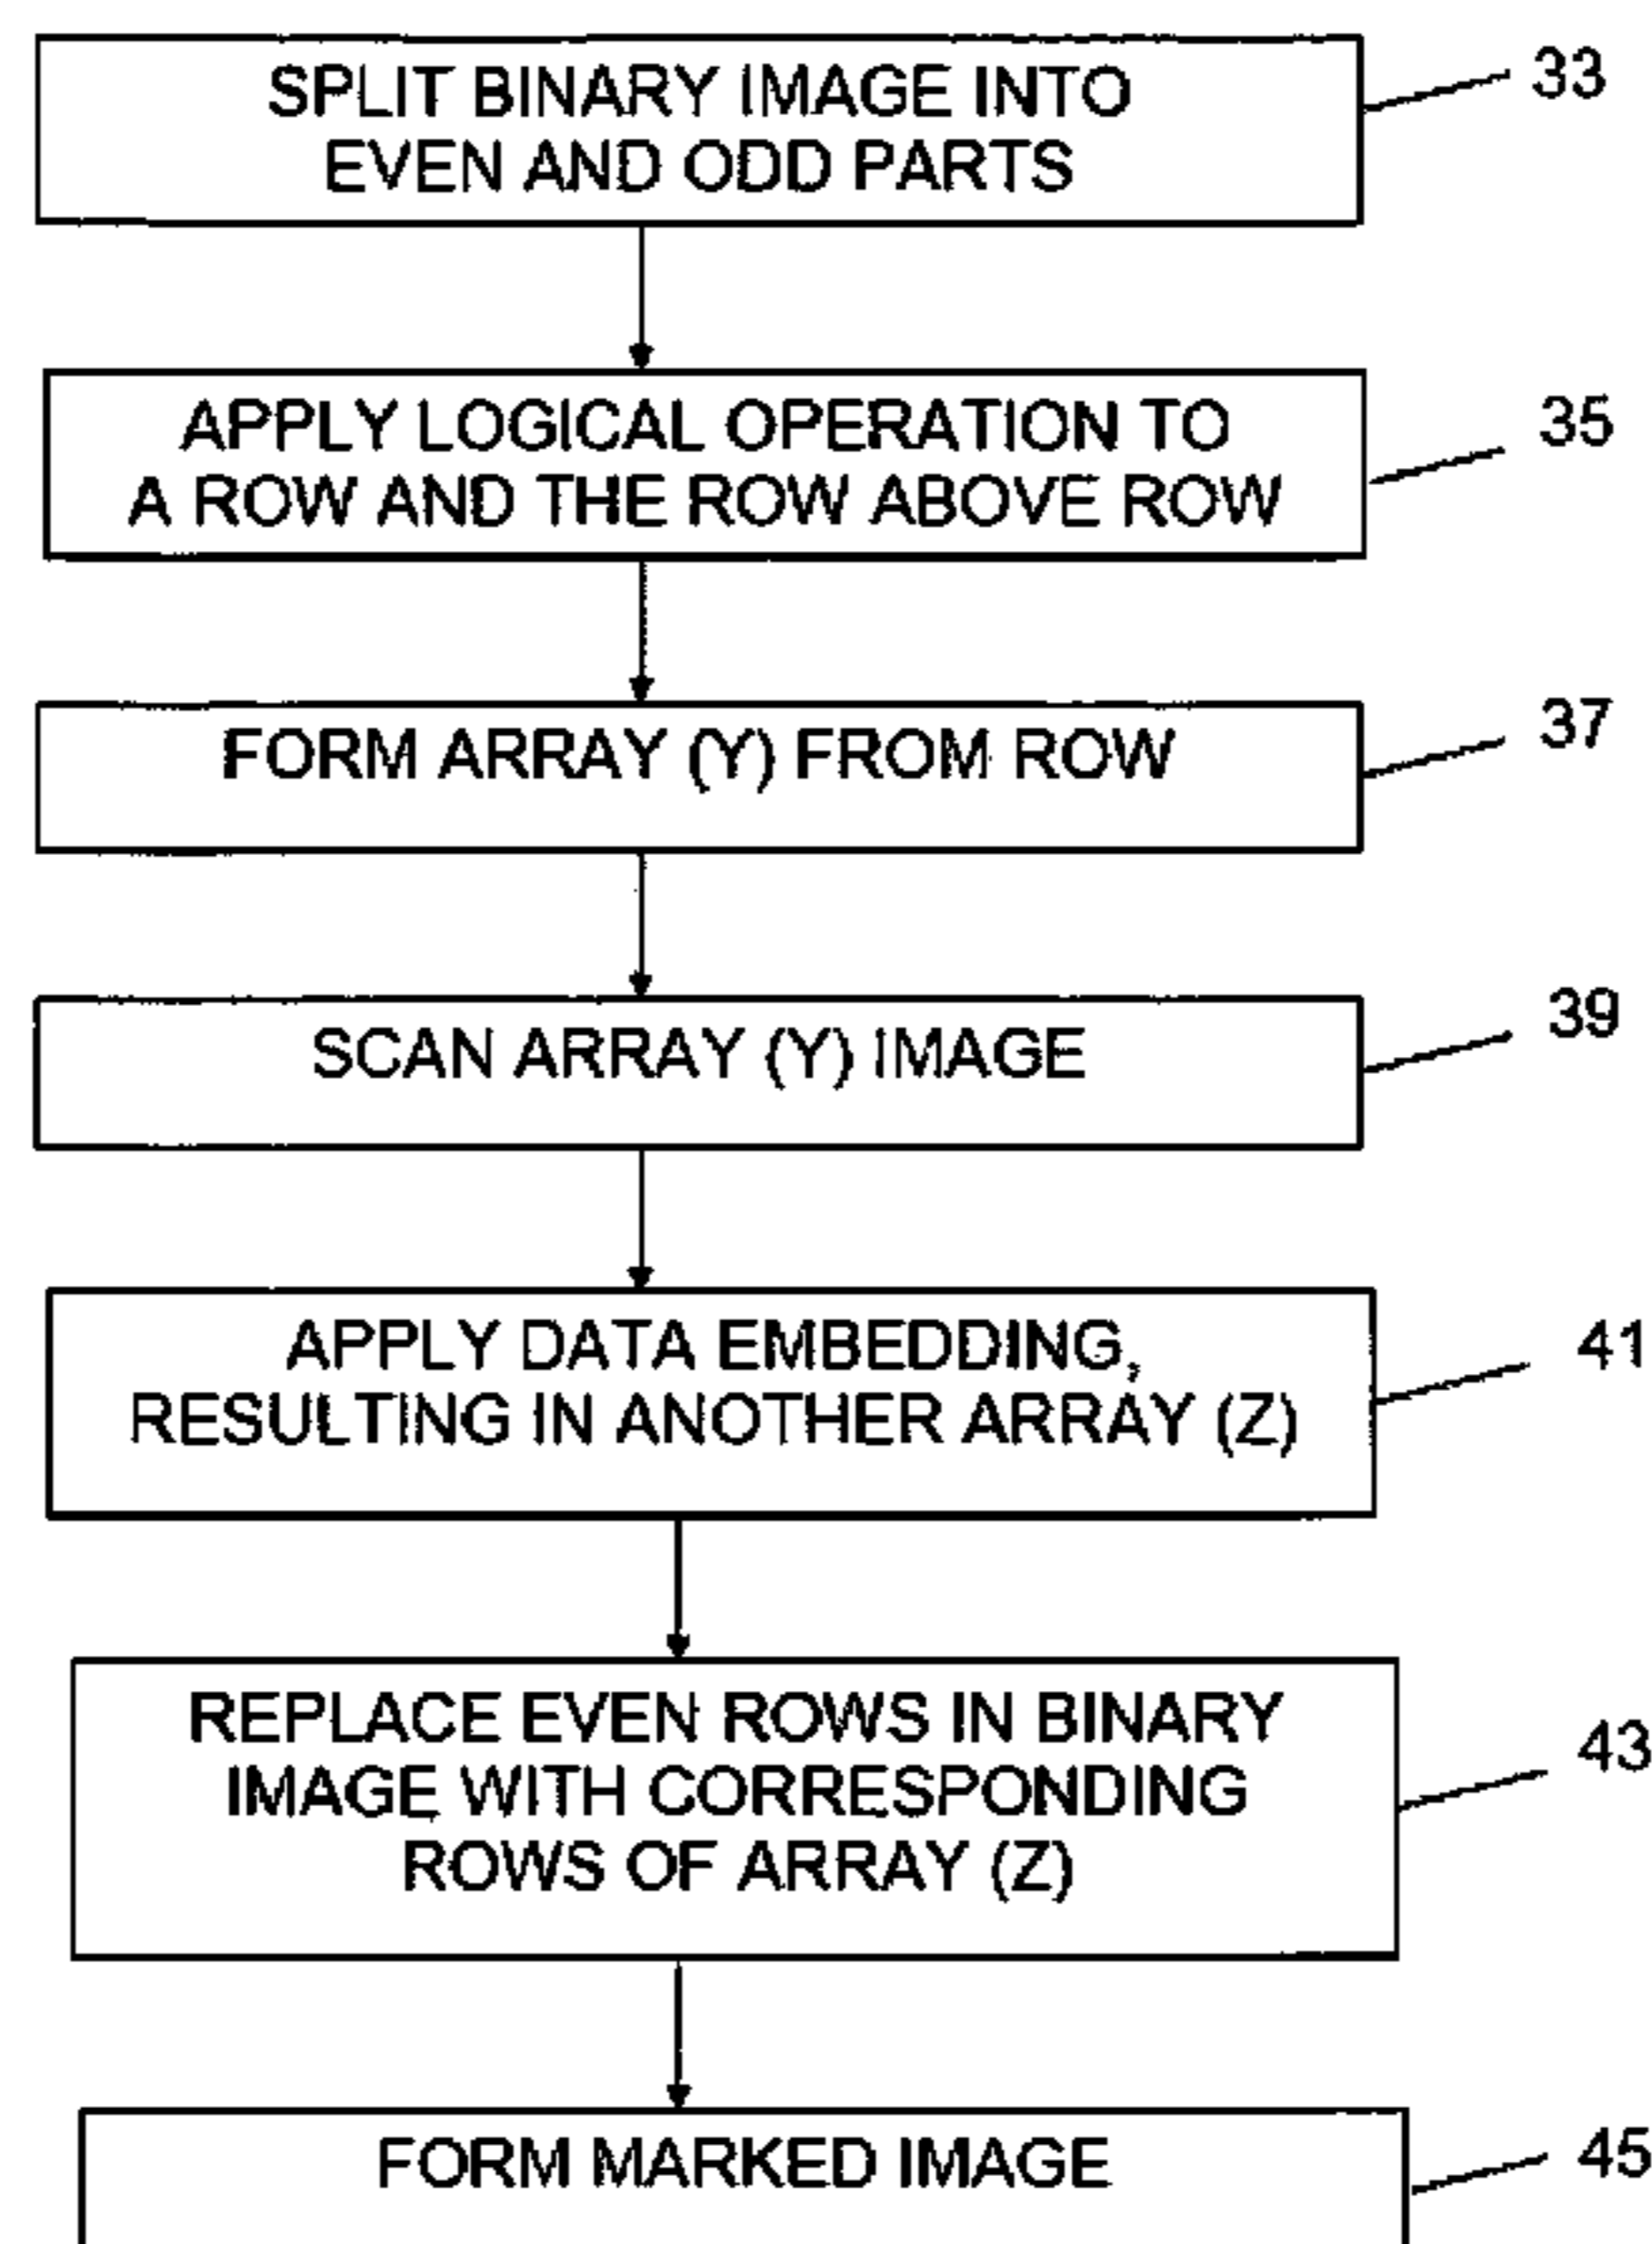 SPLIT BINARY IMAGE INTO
EVEN AND ODD PARTS
33
APPLY LOGICAL OPERATION TO
A ROW AND THE ROW ABOVE ROW
35
FORM ARRAY (Y) FROM ROW
37
SCAN ARRAY (Y) IMAGE
39
APPLY DATA EMBEDDING,
RESULTING IN ANOTHER ARRAY (Z)
41
REPLACE EVEN ROWS IN BINARY
IMAGE WITH CORRESPONDING
ROWS OF ARRAY (Z)
43
FORM MARKED IMAGE
45